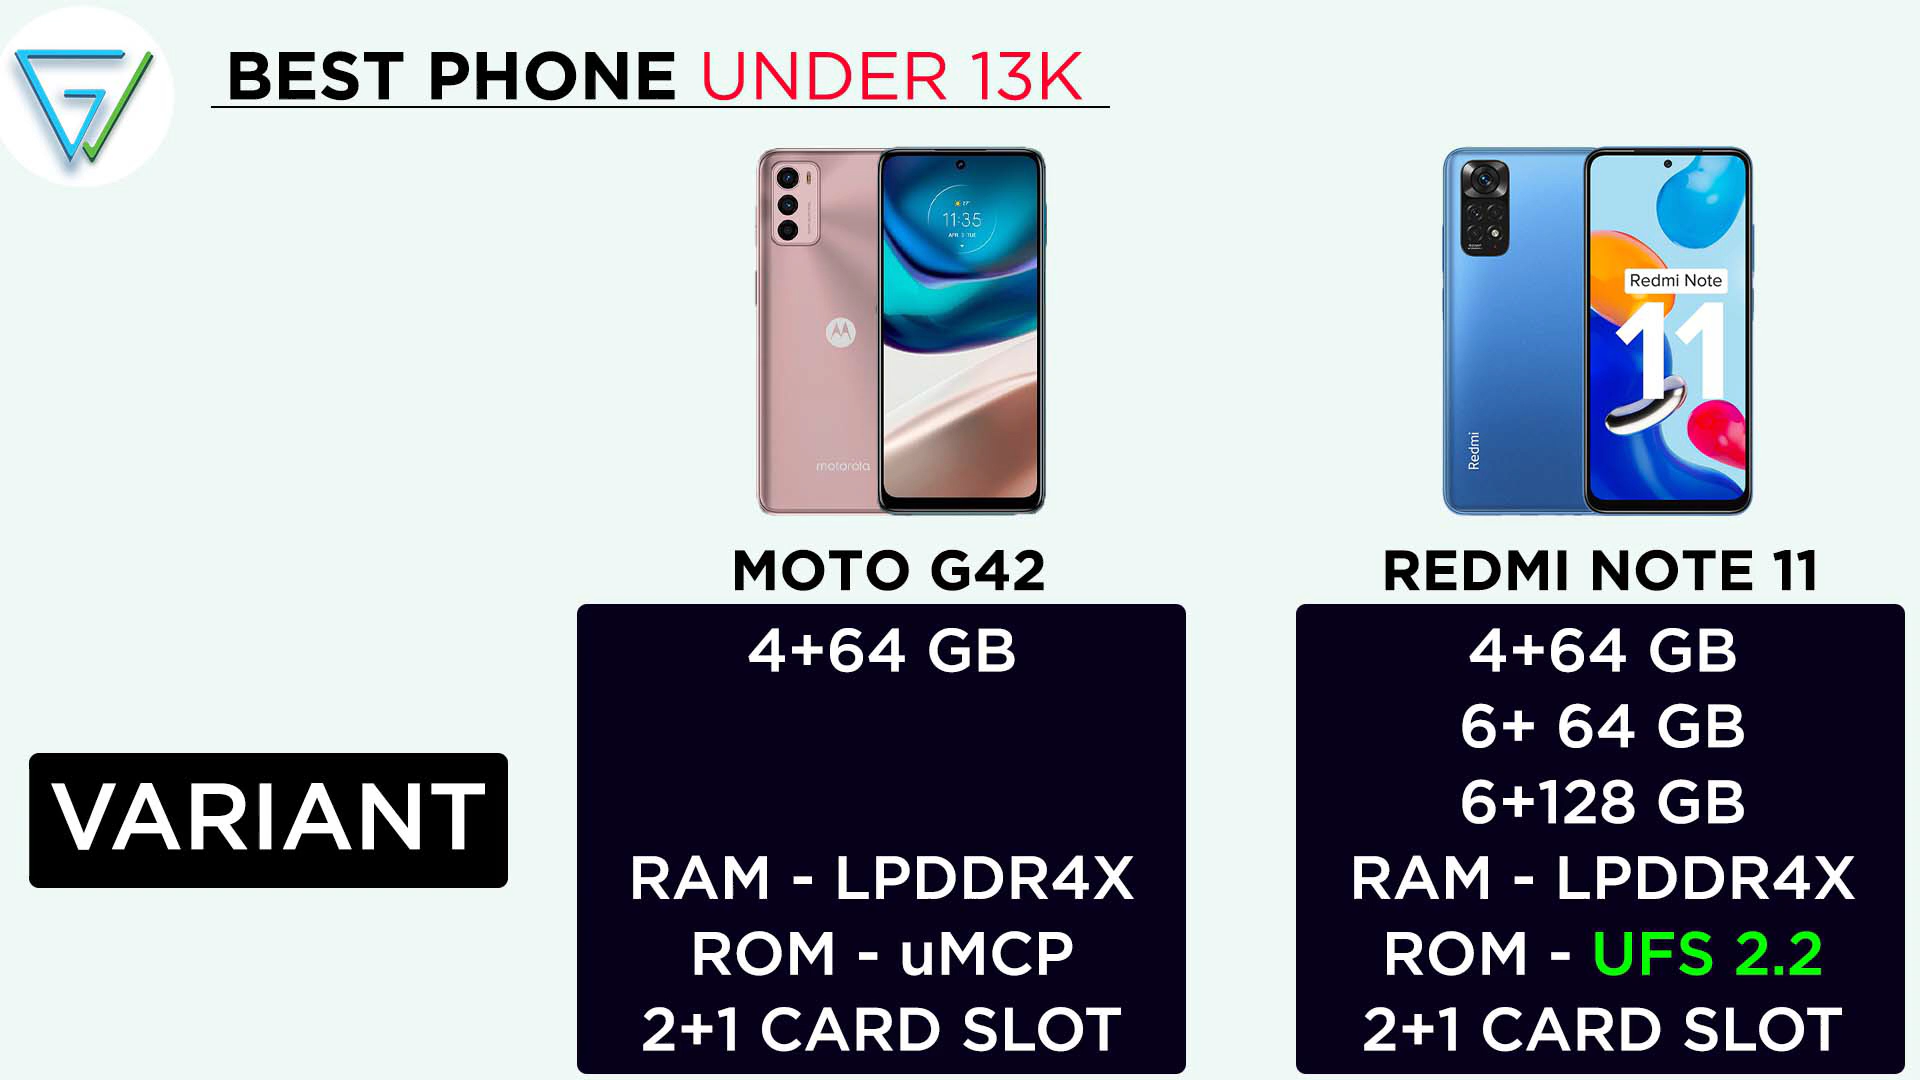 BEST PHONE UNDER 13K
11:35
Redmi Note
11
motorola
Redmi
MOTO G42
REDMI NOTE 11
VARIANT
4+64 GB
RAM - LPDDR4X
ROM - uMCP
2+1 CARD SLOT
4+64 GB
6+ 64 GB
6+128 GB
RAM - LPDDR4X
ROM - UFS 2.2
2+1 CARD SLOT